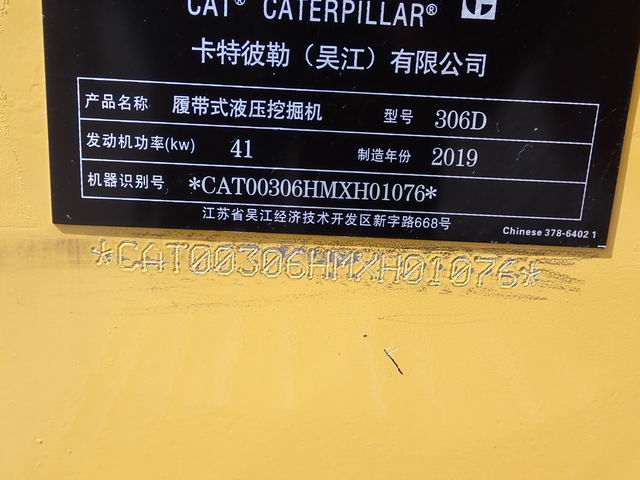 CAT® CATERPILLAR®
卡特彼勒（吴江）有限公司
产品名称 履带式液压挖掘机 型号 306D
发动机功率(kw) 41 制造年份 2019
机器识别号 *CAT00306HMXH01076*
江苏省吴江经济技术开发区新字路668号
Chinese 378-6402 1
*CAT00306HMXH01076*